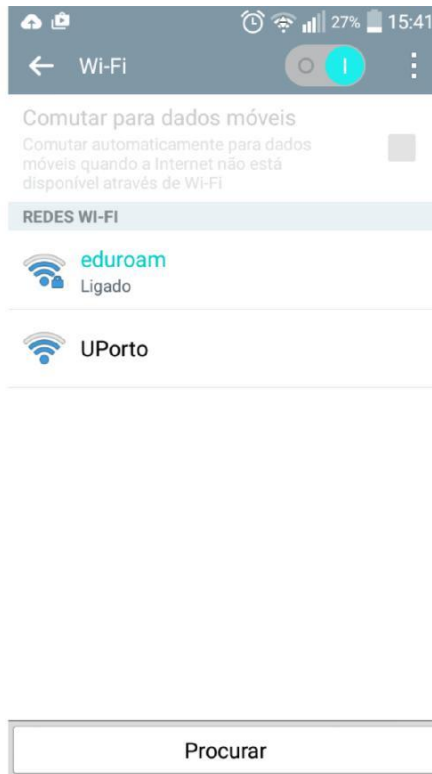 27% 15:41
Wi-Fi
Comutar para dados móveis
Comutar automaticamente para dados
móveis quando a Internet não está
disponível através de Wi-Fi
REDES WI-FI
eduroam
Ligado
UPorto
Procurar